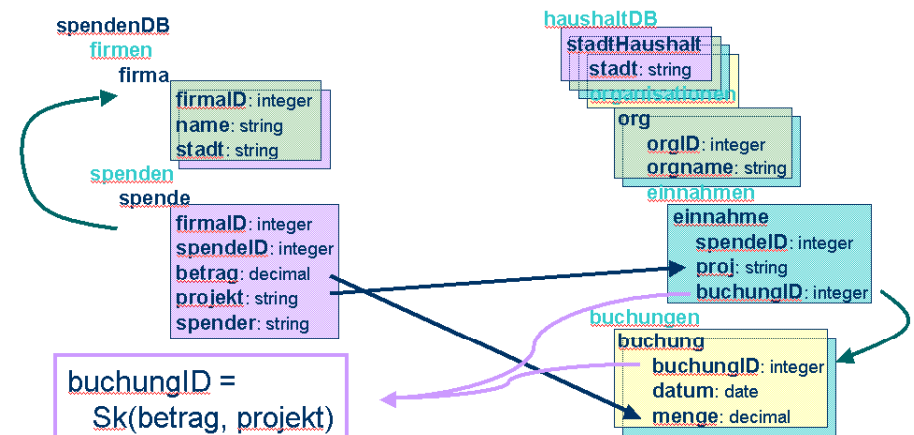 spendenDB
firmen
firma
firmaID: integer
name: string
stadt: string
spenden
spende
firmaID: integer
spendeID: integer
betrag: decimal
projekt: string
spender: string
buchungID =
Sk(betrag, projekt)
haushaltDB
stadtHaushalt
stadt: string
organisationen
org
orgID: integer
orgname: string
einnahmen
einnahme
spendeID: integer
proj: string
buchungID: integer
buchungen
buchung
buchungID: integer
datum: date
menge: decimal